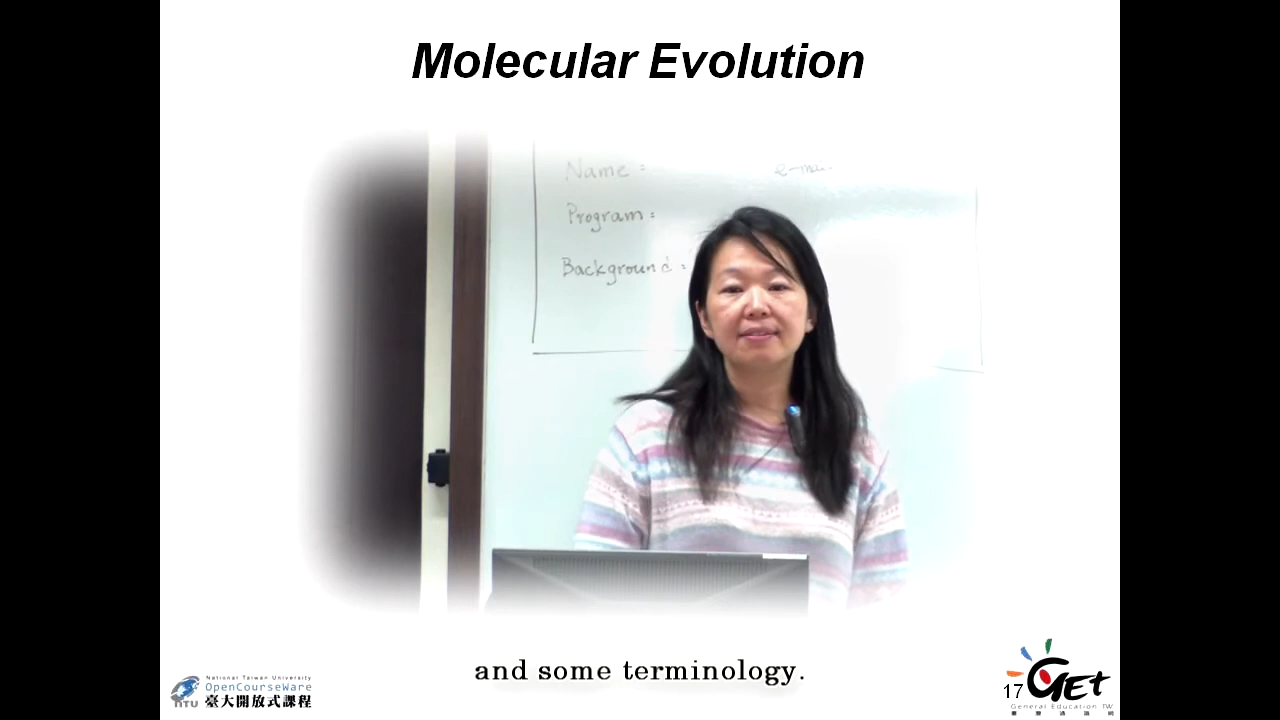 Molecular Evolution
Name :
Program :
Background :
and some terminology.
National Taiwan University
OpenCourseWare
NTU 臺大開放式課程
17 GET
General Education TW